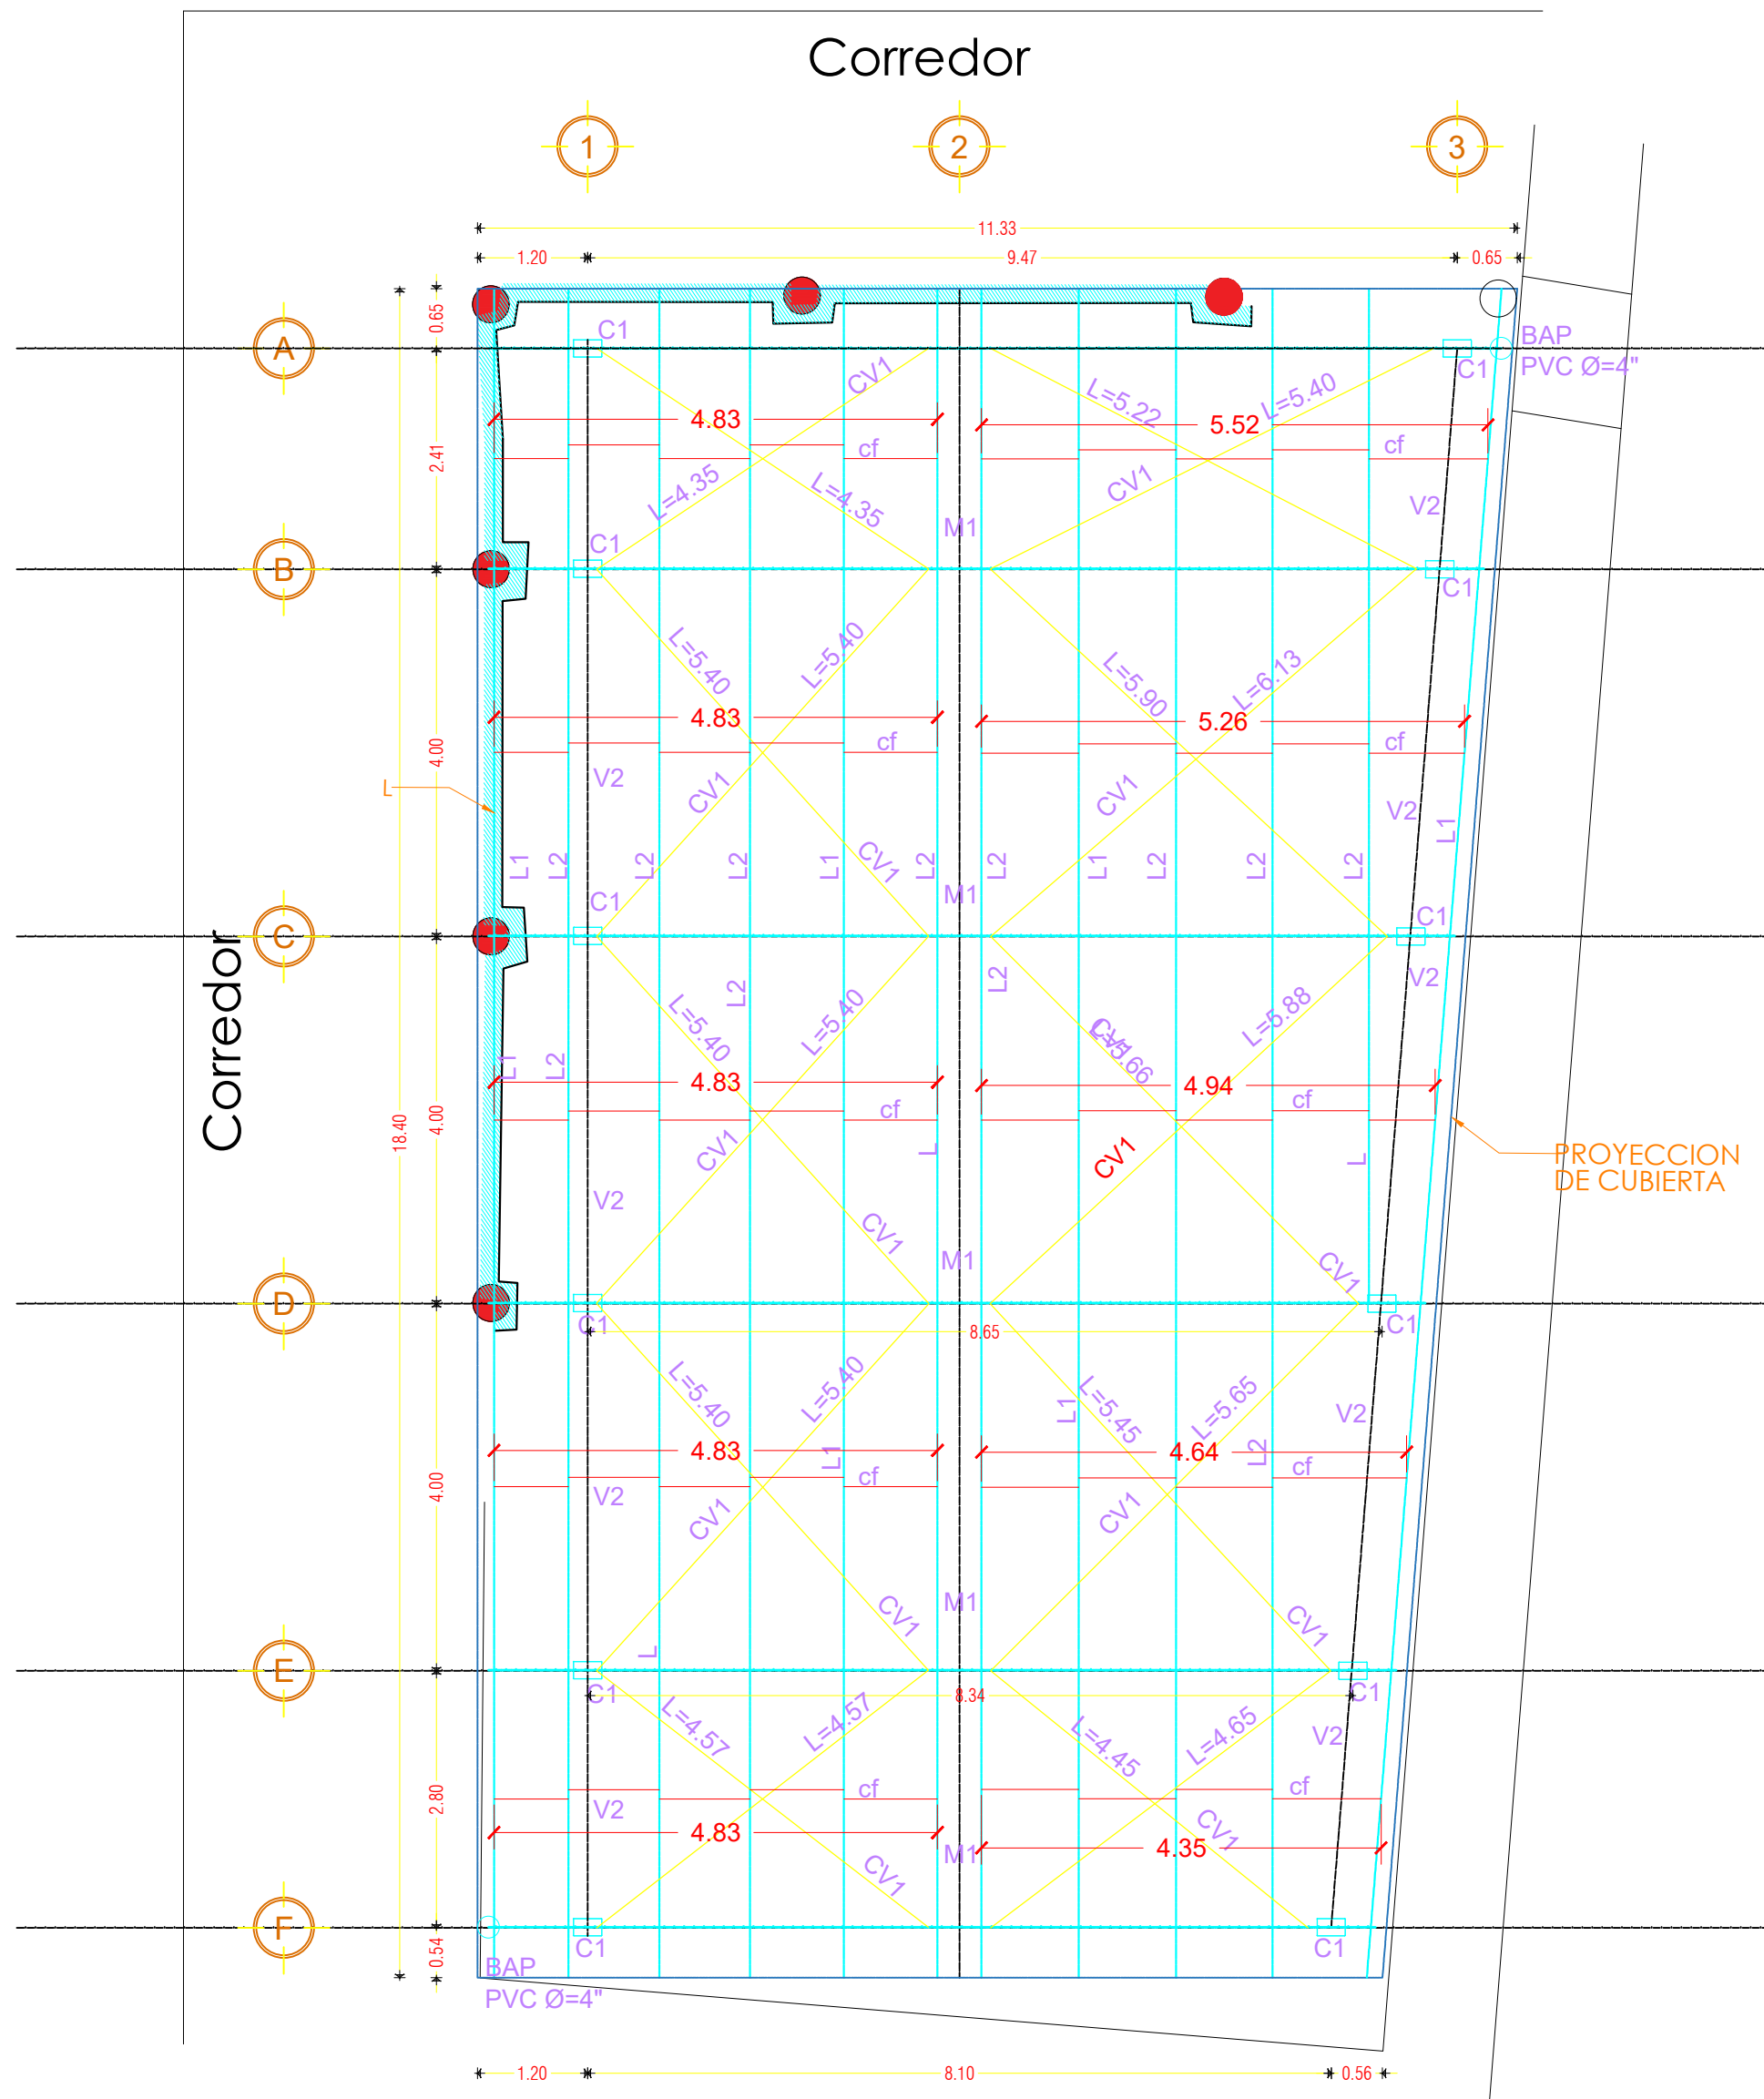 Corredor
1
2
3
11.33
1.20
9.47
0.65
0.65
A
C1
CV1
L=5.22
L=5.40
C1
BAP
PVC Ø=4"
4.83
5.52
2.41
cf
cf
L=4.35
L=4.35
CV1
V2
M1
B
C1
C1
L=5.40
L=5.40
L=5.90
L=6.13
4.83
5.26
4.00
cf
cf
L
V2
CV1
CV1
V2
L1
L1
L2
L2
L2
L1
CV1
L2
L2
L1
L2
L2
L2
M1
C1
C1
C
Corredor
L2
L2
V2
L=5.40
L=5.40
CV1
L=5.66
L=5.88
L1
L2
4.83
4.94
18.40
4.00
cf
cf
CV1
L
CV1
L
PROYECCION
DE CUBIERTA
V2
CV1
M1
CV1
D
C1
8.65
C1
L=5.40
L=5.40
L1
L=5.45
L=5.65
V2
4.83
L1
4.64
L2
4.00
cf
cf
V2
CV1
CV1
CV1
M1
CV1
L
E
C1
8.34
C1
L=4.57
L=4.57
L=4.45
L=4.65
V2
2.80
cf
cf
V2
4.83
CV1
4.35
M1
CV1
F
C1
C1
0.54
BAP
PVC Ø=4"
1.20
8.10
0.56